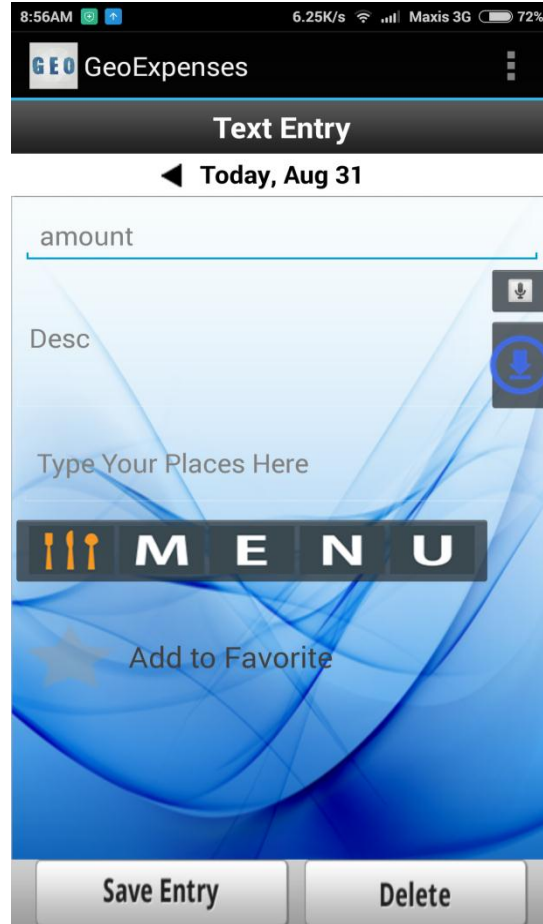 8:56AM 6.25K/s Maxis 3G 72%
GEO GeoExpenses
Text Entry
Today, Aug 31
amount
Desc
Type Your Places Here
MENU
Add to Favorite
Save Entry Delete